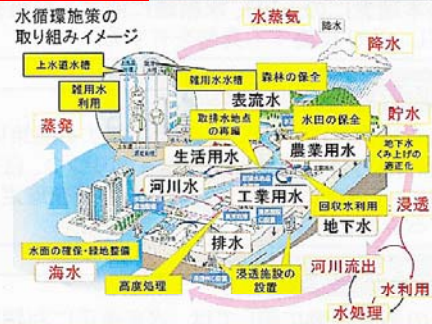 水循環施策の
取り組みイメージ
水蒸気
降水
降水
上水道水槽
雑用水水槽
森林の保全
雑用水
利用
表流水
貯水
取排水地点
の再編
水田の保全
蒸発
生活用水
農業用水
地下水
くみ上げの
適正化
河川水
工業用水
回収水利用
浸透
地下水
水面の確保・緑地整備
排水
海水
高度処理
浸透施設の
設置
河川流出
水利用
水処理